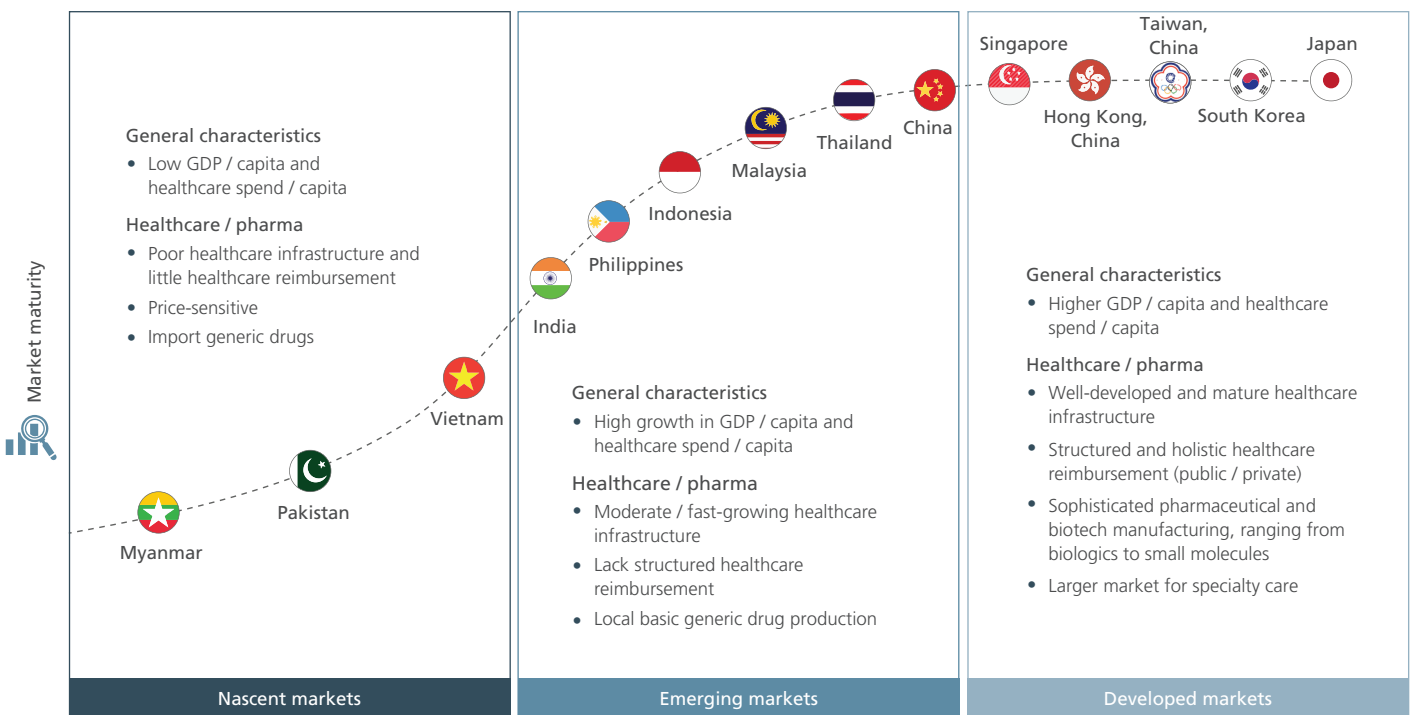 Market maturity
General characteristics
• Low GDP / capita and
healthcare spend / capita
Healthcare / pharma
• Poor healthcare infrastructure and
little healthcare reimbursement
• Price-sensitive
• Import generic drugs
Myanmar
Pakistan
Vietnam
Nascent markets
India
Philippines
Indonesia
Malaysia
Thailand
China
General characteristics
• High growth in GDP / capita and
healthcare spend / capita
Healthcare / pharma
• Moderate / fast-growing healthcare
infrastructure
• Lack structured healthcare
reimbursement
• Local basic generic drug production
Emerging markets
Singapore
Hong Kong,
China
Taiwan,
China
South Korea
Japan
General characteristics
• Higher GDP / capita and healthcare
spend / capita
Healthcare / pharma
• Well-developed and mature healthcare
infrastructure
• Structured and holistic healthcare
reimbursement (public / private)
• Sophisticated pharmaceutical and
biotech manufacturing, ranging from
biologics to small molecules
• Larger market for specialty care
Developed markets